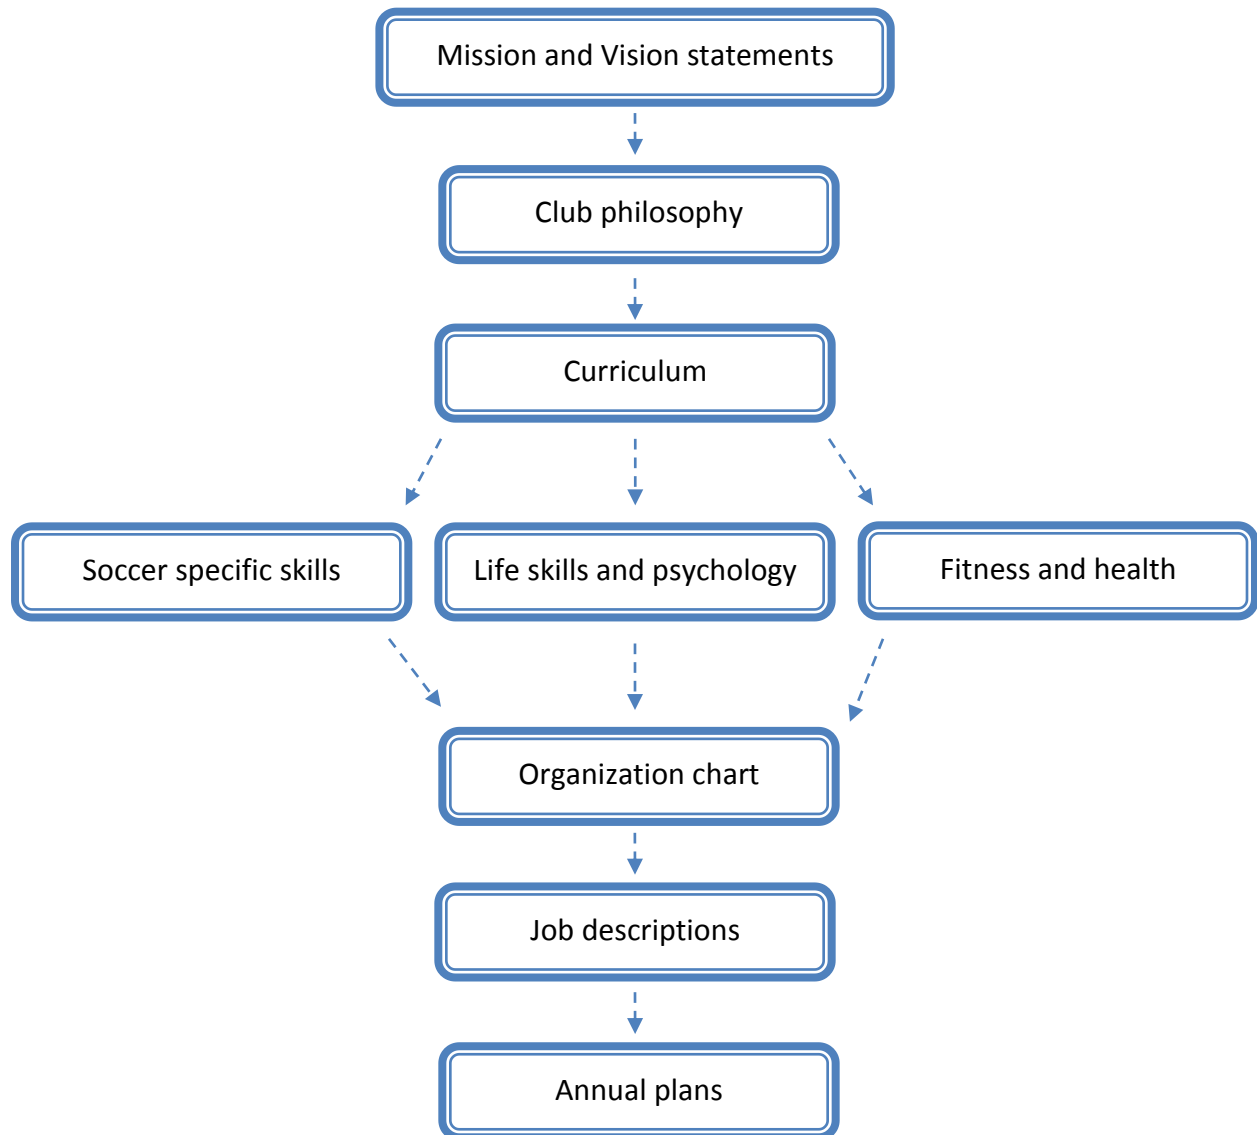 Mission and Vision statements
Club philosophy
Curriculum
Soccer specific skills
Life skills and psychology
Fitness and health
Organization chart
Job descriptions
Annual plans